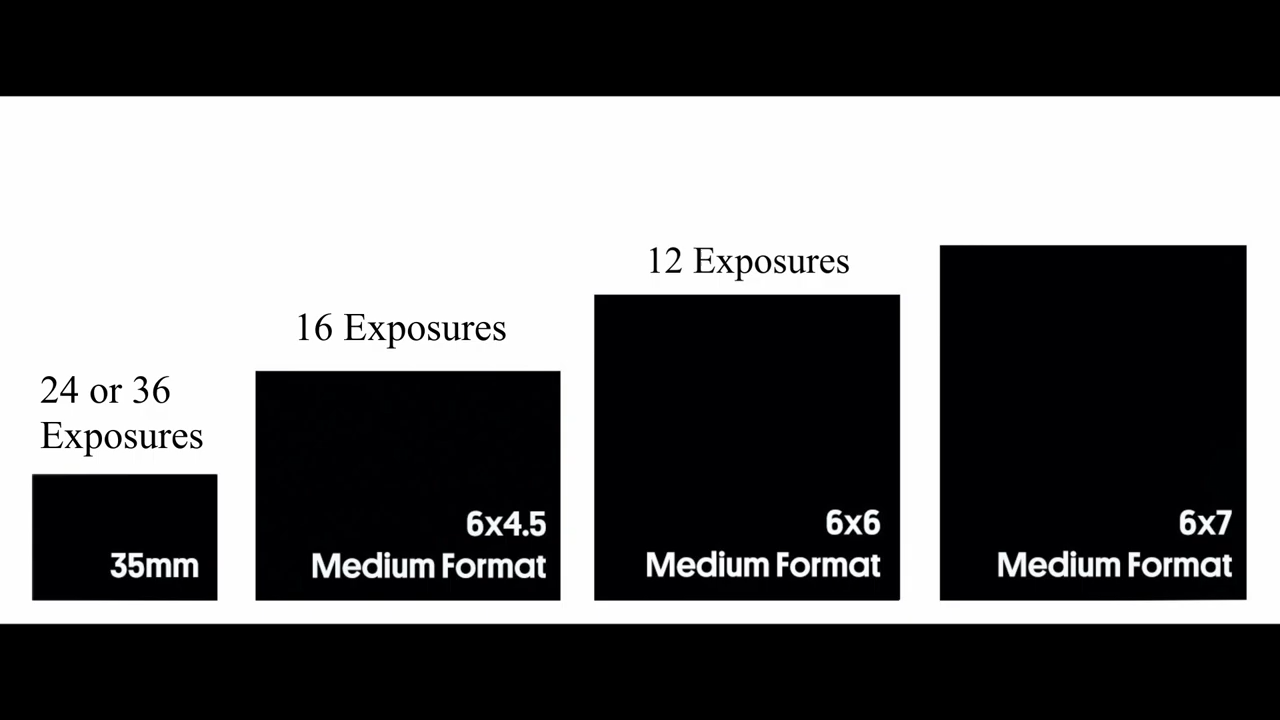 24 or 36
Exposures
35mm
16 Exposures
6x4.5
Medium Format
12 Exposures
6x6
Medium Format
6x7
Medium Format